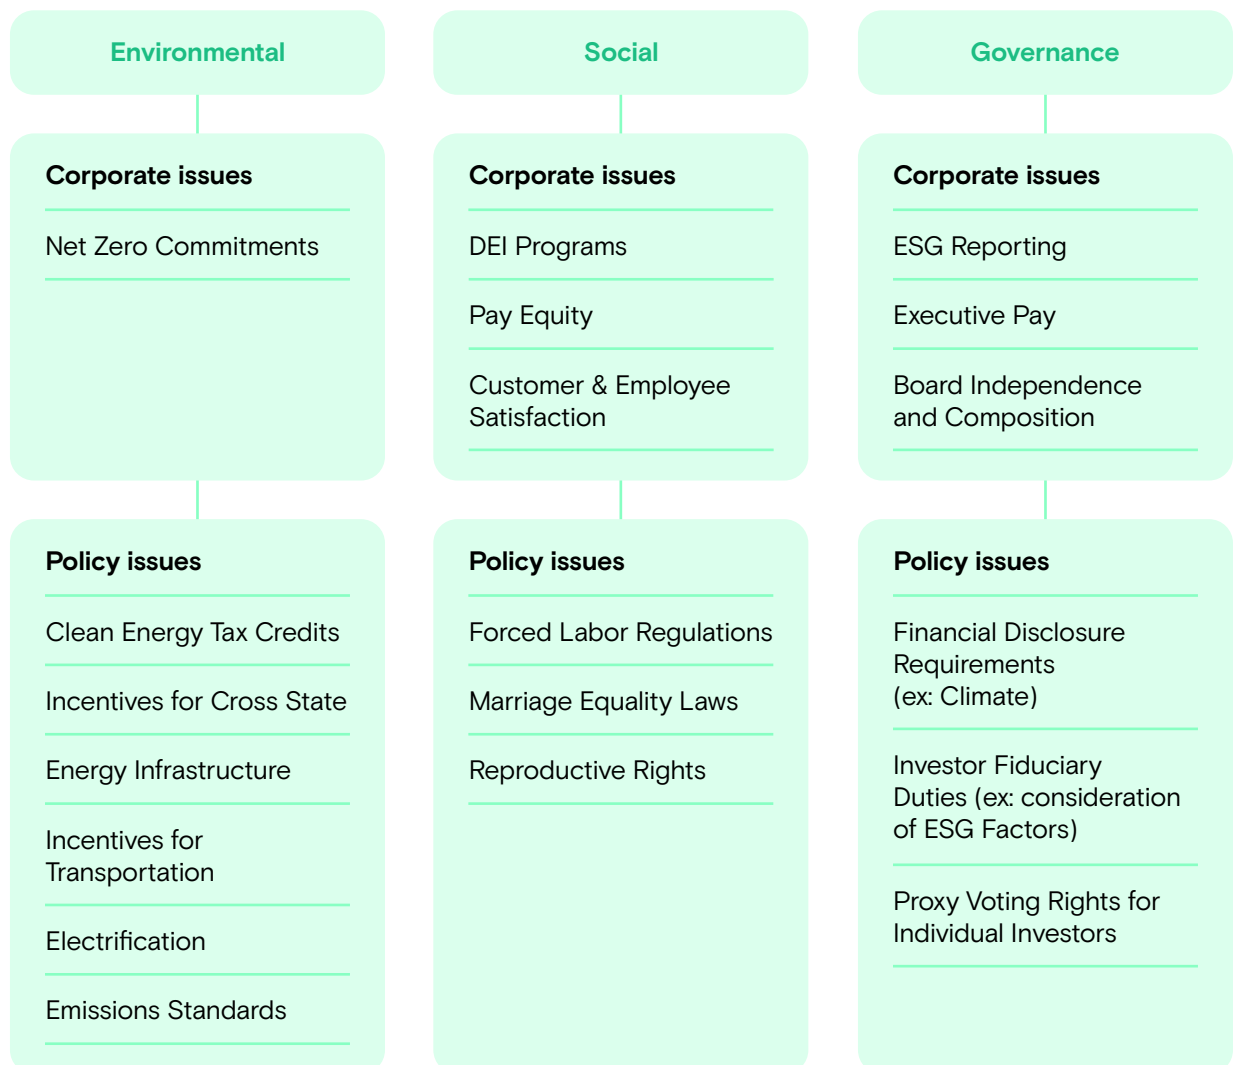 Environmental
Corporate issues
Net Zero Commitments
Policy issues
Clean Energy Tax Credits
Incentives for Cross State
Energy Infrastructure
Incentives for
Transportation
Electrification
Emissions Standards
Social
Corporate issues
DEI Programs
Pay Equity
Customer & Employee
Satisfaction
Policy issues
Forced Labor Regulations
Marriage Equality Laws
Reproductive Rights
Governance
Corporate issues
ESG Reporting
Executive Pay
Board Independence
and Composition
Policy issues
Financial Disclosure
Requirements
(ex: Climate)
Investor Fiduciary
Duties (ex: consideration
of ESG Factors)
Proxy Voting Rights for
Individual Investors